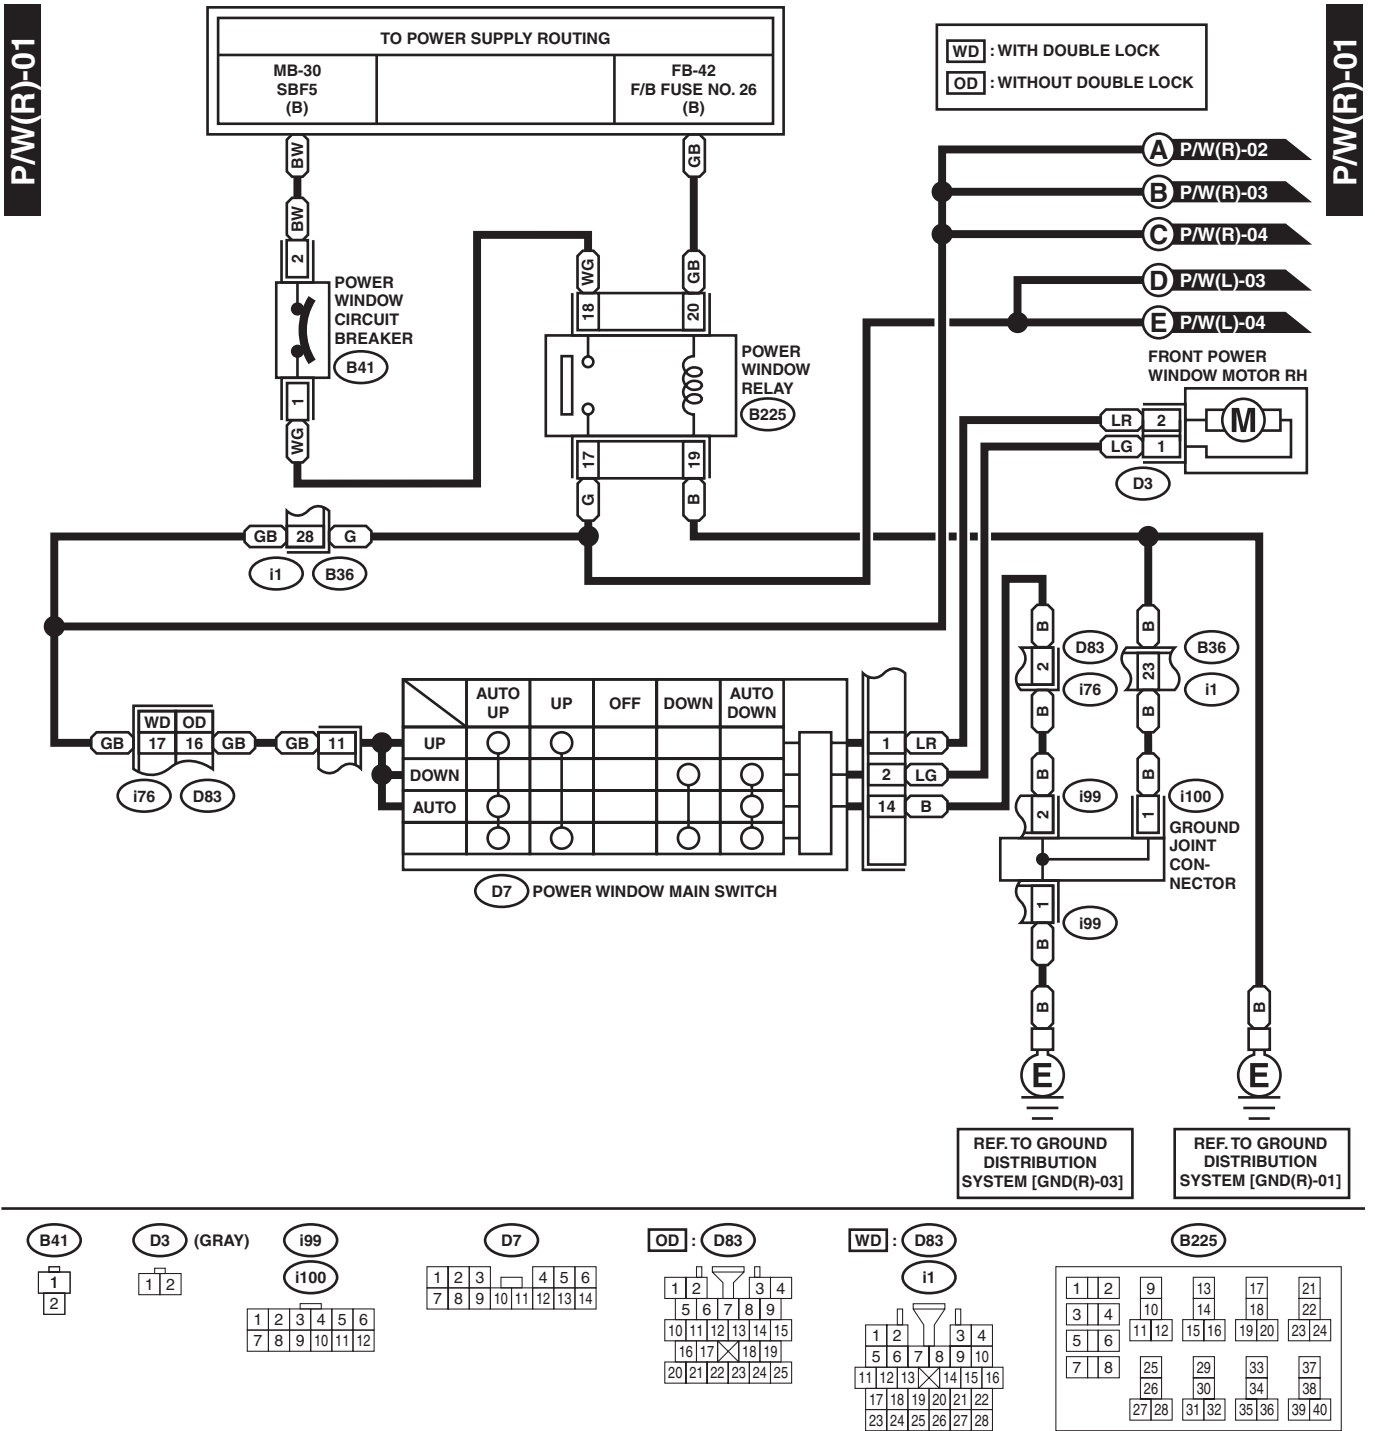 P/W(R)-01
P/W(R)-01
TO POWER SUPPLY ROUTING
MB-30
SBF5
(B)
FB-42
F/B FUSE NO. 26
(B)
WD : WITH DOUBLE LOCK
OD : WITHOUT DOUBLE LOCK
BW
BW
2
POWER
WINDOW
CIRCUIT
BREAKER
B41
1
WG
GB
GB
WG
18
20
POWER
WINDOW
RELAY
B225
17
19
G
B
A P/W(R)-02
B P/W(R)-03
C P/W(R)-04
D P/W(L)-03
E P/W(L)-04
FRONT POWER
WINDOW MOTOR RH
LR 2
LG 1
M
D3
GB 28 G
i1 B36
B
D83
2
i76
B
B
i99
2
B
B36
23
i1
B
B
i100
1
GROUND
JOINT
CON-
NECTOR
1
i99
B
B
B
E
E
REF. TO GROUND
DISTRIBUTION
SYSTEM [GND(R)-03]
REF. TO GROUND
DISTRIBUTION
SYSTEM [GND(R)-01]
WD OD
GB 17 16 GB GB 11
i76 D83
AUTO
UP
UP
OFF
DOWN
AUTO
DOWN
UP
DOWN
AUTO
1 LR
2 LG
14 B
D7 POWER WINDOW MAIN SWITCH
B41
1
2
D3 (GRAY)
1 2
i99
i100
1 2 3 4 5 6
7 8 9 10 11 12
D7
1 2 3 4 5 6
7 8 9 10 11 12 13 14
OD : D83
1 2 3 4
5 6 7 8 9
10 11 12 13 14 15
16 17 18 19
20 21 22 23 24 25
WD : D83
i1
1 2 3 4
5 6 7 8 9 10
11 12 13 14 15 16
17 18 19 20 21 22
23 24 25 26 27 28
B225
1 2
3 4
5 6
7 8
9
10
11 12
13
14
15 16
17
18
19 20
21
22
23 24
25
26
27 28
29
30
31 32
33
34
35 36
37
38
39 40